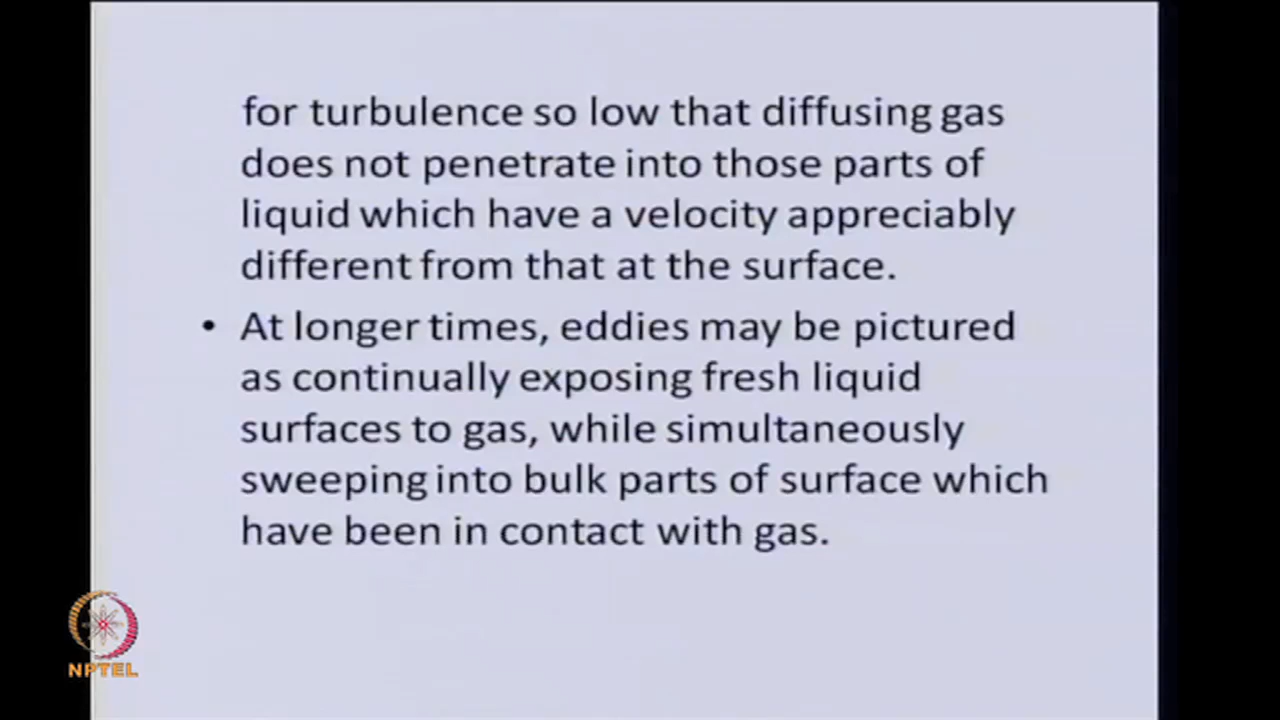 for turbulence so low that diffusing gas
does not penetrate into those parts of
liquid which have a velocity appreciably
different from that at the surface.
• At longer times, eddies may be pictured
as continually exposing fresh liquid
surfaces to gas, while simultaneously
sweeping into bulk parts of surface which
have been in contact with gas.
NPTEL